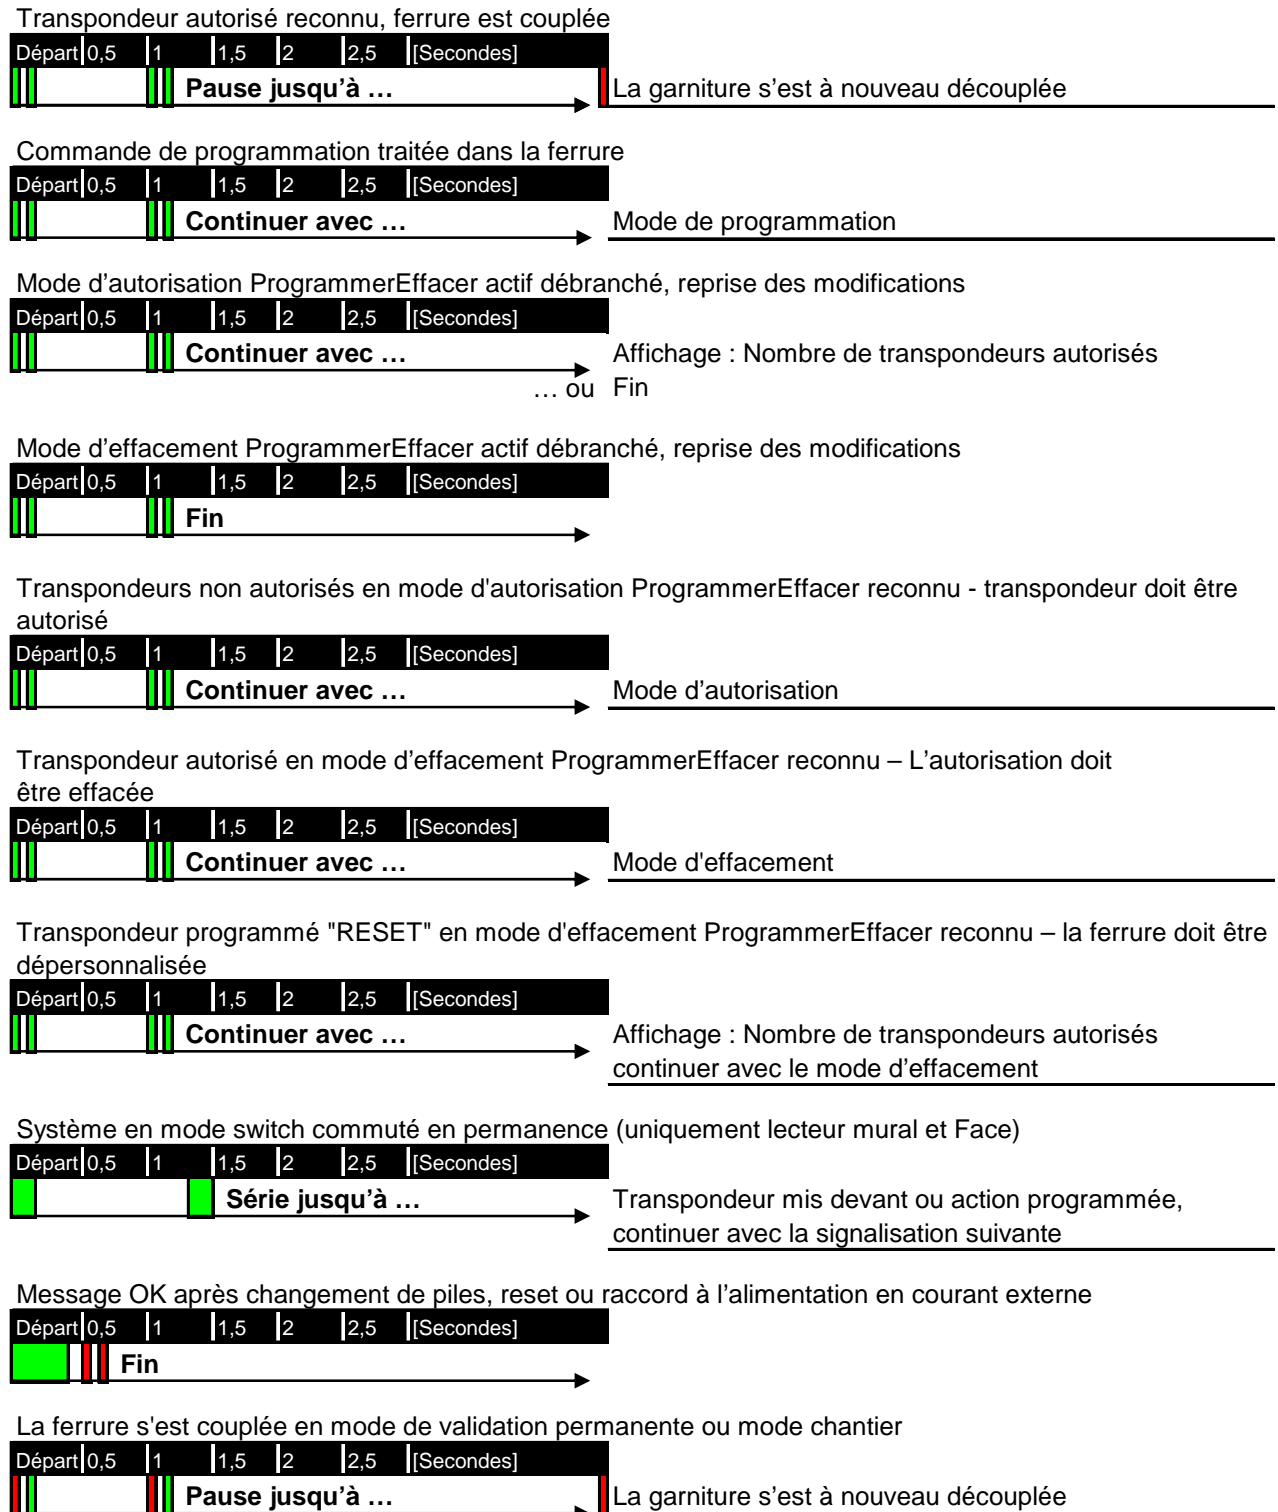 Transpondeur autorisé reconnu, ferrure est couplée
Départ 0,5 1 1,5 2 2,5 [Secondes]
Pause jusqu’à … La garniture s’est à nouveau découplée
Commande de programmation traitée dans la ferrure
Départ 0,5 1 1,5 2 2,5 [Secondes]
Continuer avec … Mode de programmation
Mode d’autorisation ProgrammerEffacer actif débranché, reprise des modifications
Départ 0,5 1 1,5 2 2,5 [Secondes]
Continuer avec … Affichage : Nombre de transpondeurs autorisés
… ou Fin
Mode d’effacement ProgrammerEffacer actif débranché, reprise des modifications
Départ 0,5 1 1,5 2 2,5 [Secondes]
Fin
Transpondeurs non autorisés en mode d'autorisation ProgrammerEffacer reconnu - transpondeur doit être
autorisé
Départ 0,5 1 1,5 2 2,5 [Secondes]
Continuer avec … Mode d’autorisation
Transpondeur autorisé en mode d’effacement ProgrammerEffacer reconnu – L’autorisation doit
être effacée
Départ 0,5 1 1,5 2 2,5 [Secondes]
Continuer avec … Mode d'effacement
Transpondeur programmé "RESET" en mode d'effacement ProgrammerEffacer reconnu – la ferrure doit être
dépersonnalisée
Départ 0,5 1 1,5 2 2,5 [Secondes]
Continuer avec … Affichage : Nombre de transpondeurs autorisés
continuer avec le mode d’effacement
Système en mode switch commuté en permanence (uniquement lecteur mural et Face)
Départ 0,5 1 1,5 2 2,5 [Secondes]
Série jusqu’à … Transpondeur mis devant ou action programmée,
continuer avec la signalisation suivante
Message OK après changement de piles, reset ou raccord à l’alimentation en courant externe
Départ 0,5 1 1,5 2 2,5 [Secondes]
Fin
La ferrure s'est couplée en mode de validation permanente ou mode chantier
Départ 0,5 1 1,5 2 2,5 [Secondes]
Pause jusqu’à … La garniture s’est à nouveau découplée